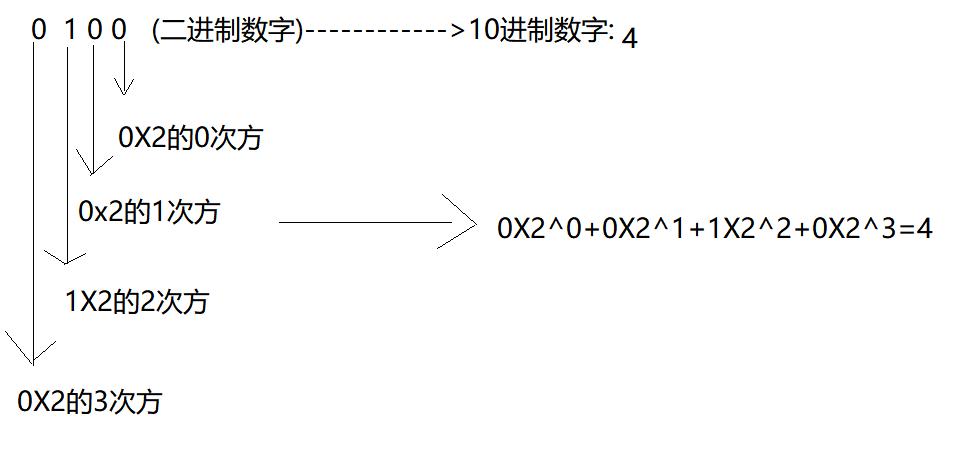 0 1 0 0 (二进制数字)------------>10进制数字: 4
0X2的0次方
0x2的1次方
0X2^0+0X2^1+1X2^2+0X2^3=4
1X2的2次方
0X2的3次方